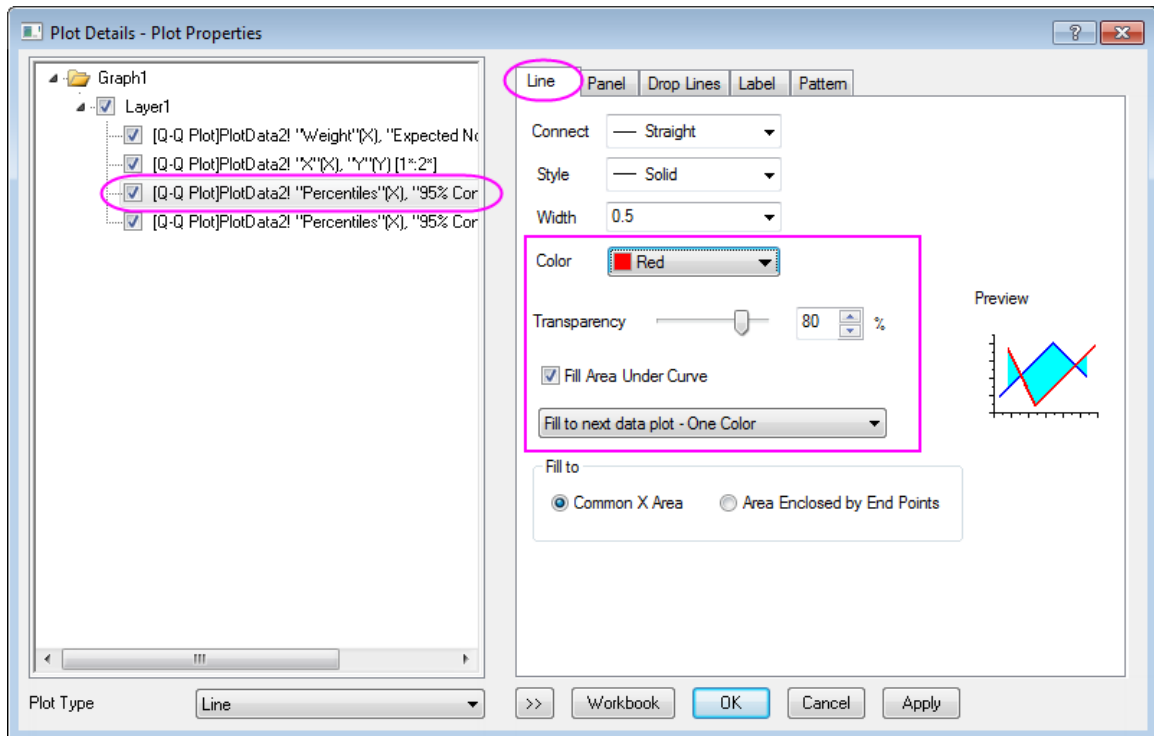 Plot Details - Plot Properties
Graph1
Layer1
[Q-Q Plot]PlotData2! "Weight"(X), "Expected No
[Q-Q Plot]PlotData2! "X"(X), "Y"(Y) [1*:2*]
[Q-Q Plot]PlotData2! "Percentiles"(X), "95% Con
[Q-Q Plot]PlotData2! "Percentiles"(X), "95% Con
Plot Type Line
Line Panel Drop Lines Label Pattern
Connect Straight
Style Solid
Width 0.5
Color Red
Transparency 80 %
Fill Area Under Curve
Fill to next data plot - One Color
Fill to
Common X Area Area Enclosed by End Points
Preview
>> Workbook OK Cancel Apply